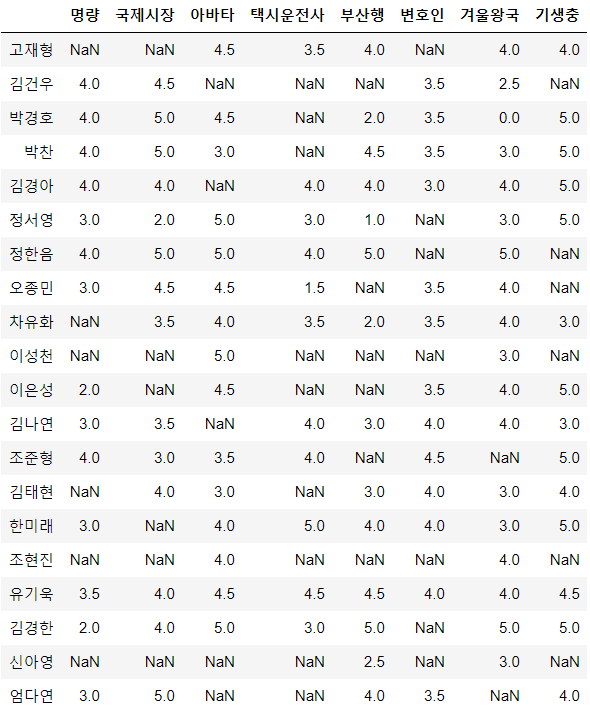 명량 국제시장 아바타 택시운전사 부산행 변호인 겨울왕국 기생충
고재형 NaN NaN 4.5 3.5 4.0 NaN 4.0 4.0
김건우 4.0 4.5 NaN NaN NaN 3.5 2.5 NaN
박경호 4.0 5.0 4.5 NaN 2.0 3.5 0.0 5.0
박찬 4.0 5.0 3.0 NaN 4.5 3.5 3.0 5.0
김경아 4.0 4.0 NaN 4.0 4.0 3.0 4.0 5.0
정서영 3.0 2.0 5.0 3.0 1.0 NaN 3.0 5.0
정한음 4.0 5.0 5.0 4.0 5.0 NaN 5.0 NaN
오종민 3.0 4.5 4.5 1.5 NaN 3.5 4.0 NaN
차유화 NaN 3.5 4.0 3.5 2.0 3.5 4.0 3.0
이성천 NaN NaN 5.0 NaN NaN NaN 3.0 NaN
이은성 2.0 NaN 4.5 NaN NaN 3.5 4.0 5.0
김나연 3.0 3.5 NaN 4.0 3.0 4.0 4.0 3.0
조준형 4.0 3.0 3.5 4.0 NaN 4.5 NaN 5.0
김태현 NaN 4.0 3.0 NaN 3.0 4.0 3.0 4.0
한미래 3.0 NaN 4.0 5.0 4.0 4.0 3.0 5.0
조현진 NaN NaN 4.0 NaN NaN NaN 4.0 NaN
유기욱 3.5 4.0 4.5 4.5 4.5 4.0 4.0 4.5
김경한 2.0 4.0 5.0 3.0 5.0 NaN 5.0 5.0
신아영 NaN NaN NaN NaN 2.5 NaN 3.0 NaN
엄다연 3.0 5.0 NaN NaN 4.0 3.5 NaN 4.0